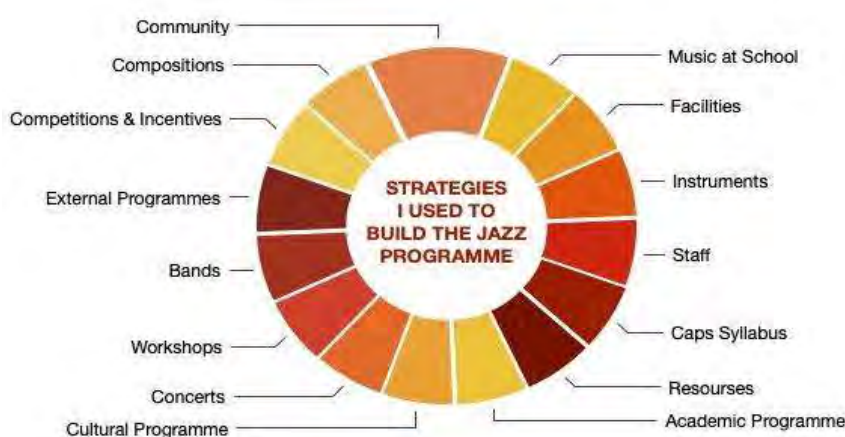 Community
Compositions
Competitions & Incentives
External Programmes
Bands
Workshops
Concerts
Cultural Programme
STRATEGIES
I USED TO
BUILD THE JAZZ
PROGRAMME
Music at School
Facilities
Instruments
Staff
Caps Syllabus
Resourses
Academic Programme